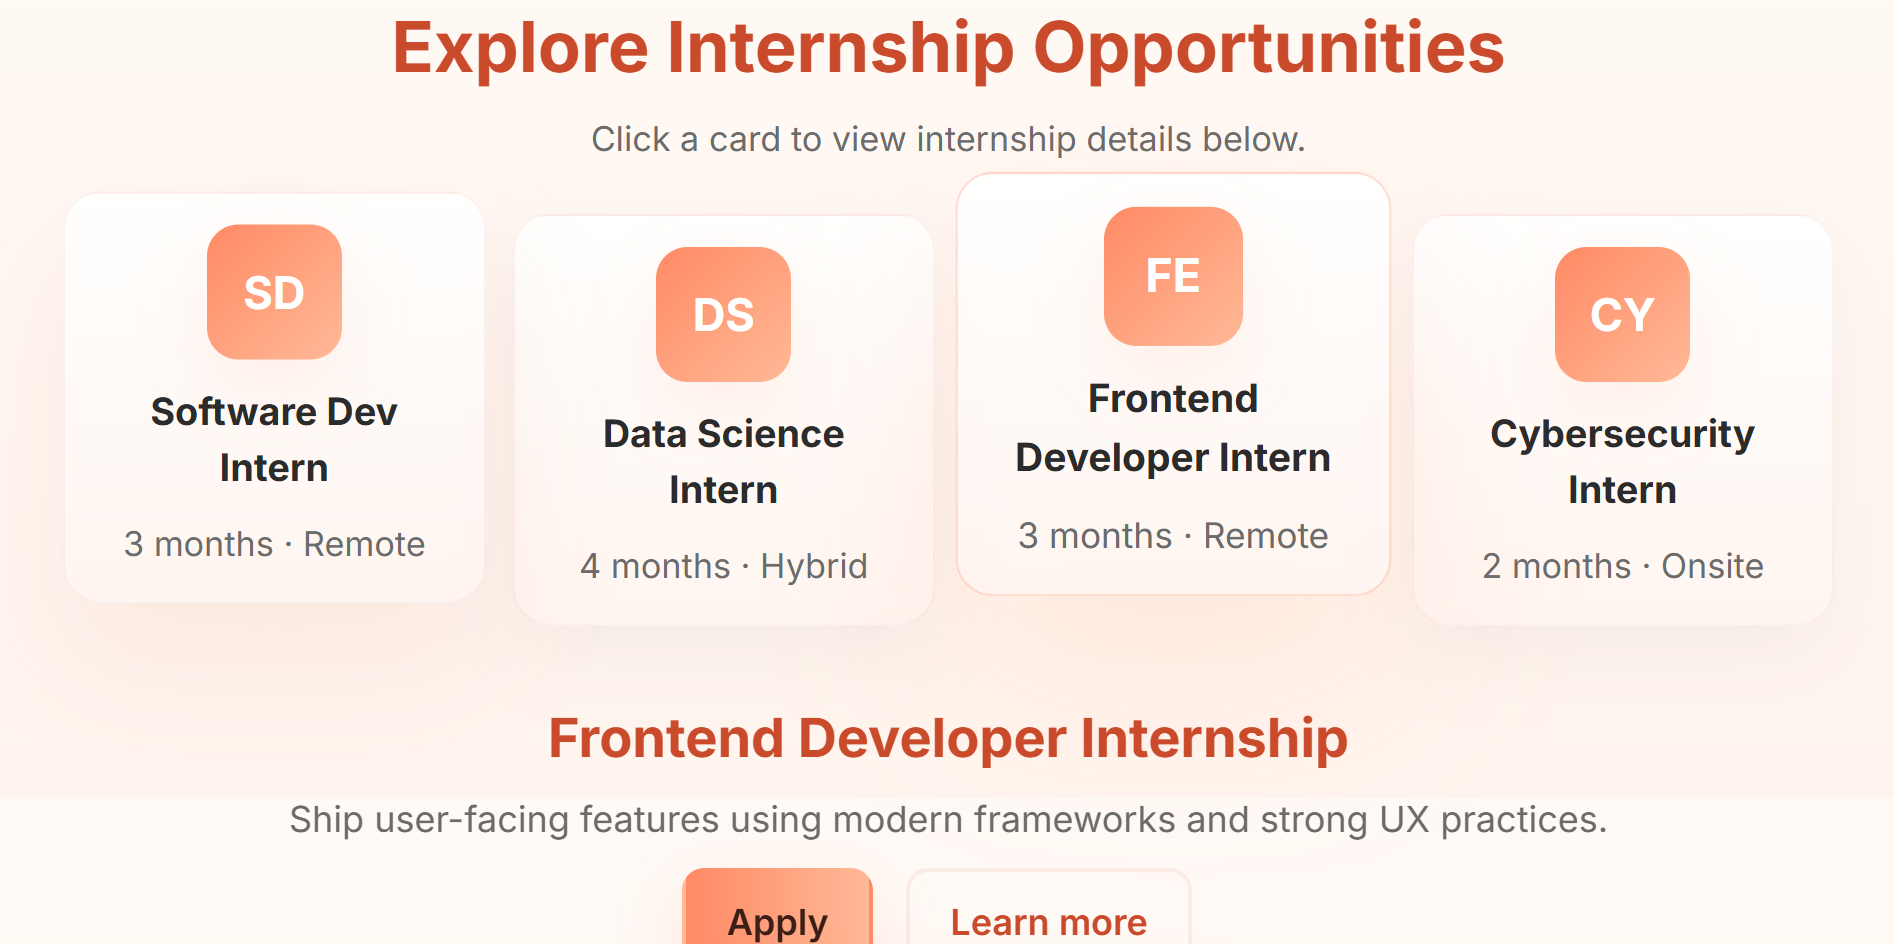 Explore Internship Opportunities
Click a card to view internship details below.
SD
Software Dev
Intern
3 months · Remote
DS
Data Science
Intern
4 months · Hybrid
FE
Frontend
Developer Intern
3 months · Remote
CY
Cybersecurity
Intern
2 months · Onsite
Frontend Developer Internship
Ship user-facing features using modern frameworks and strong UX practices.
Apply
Learn more